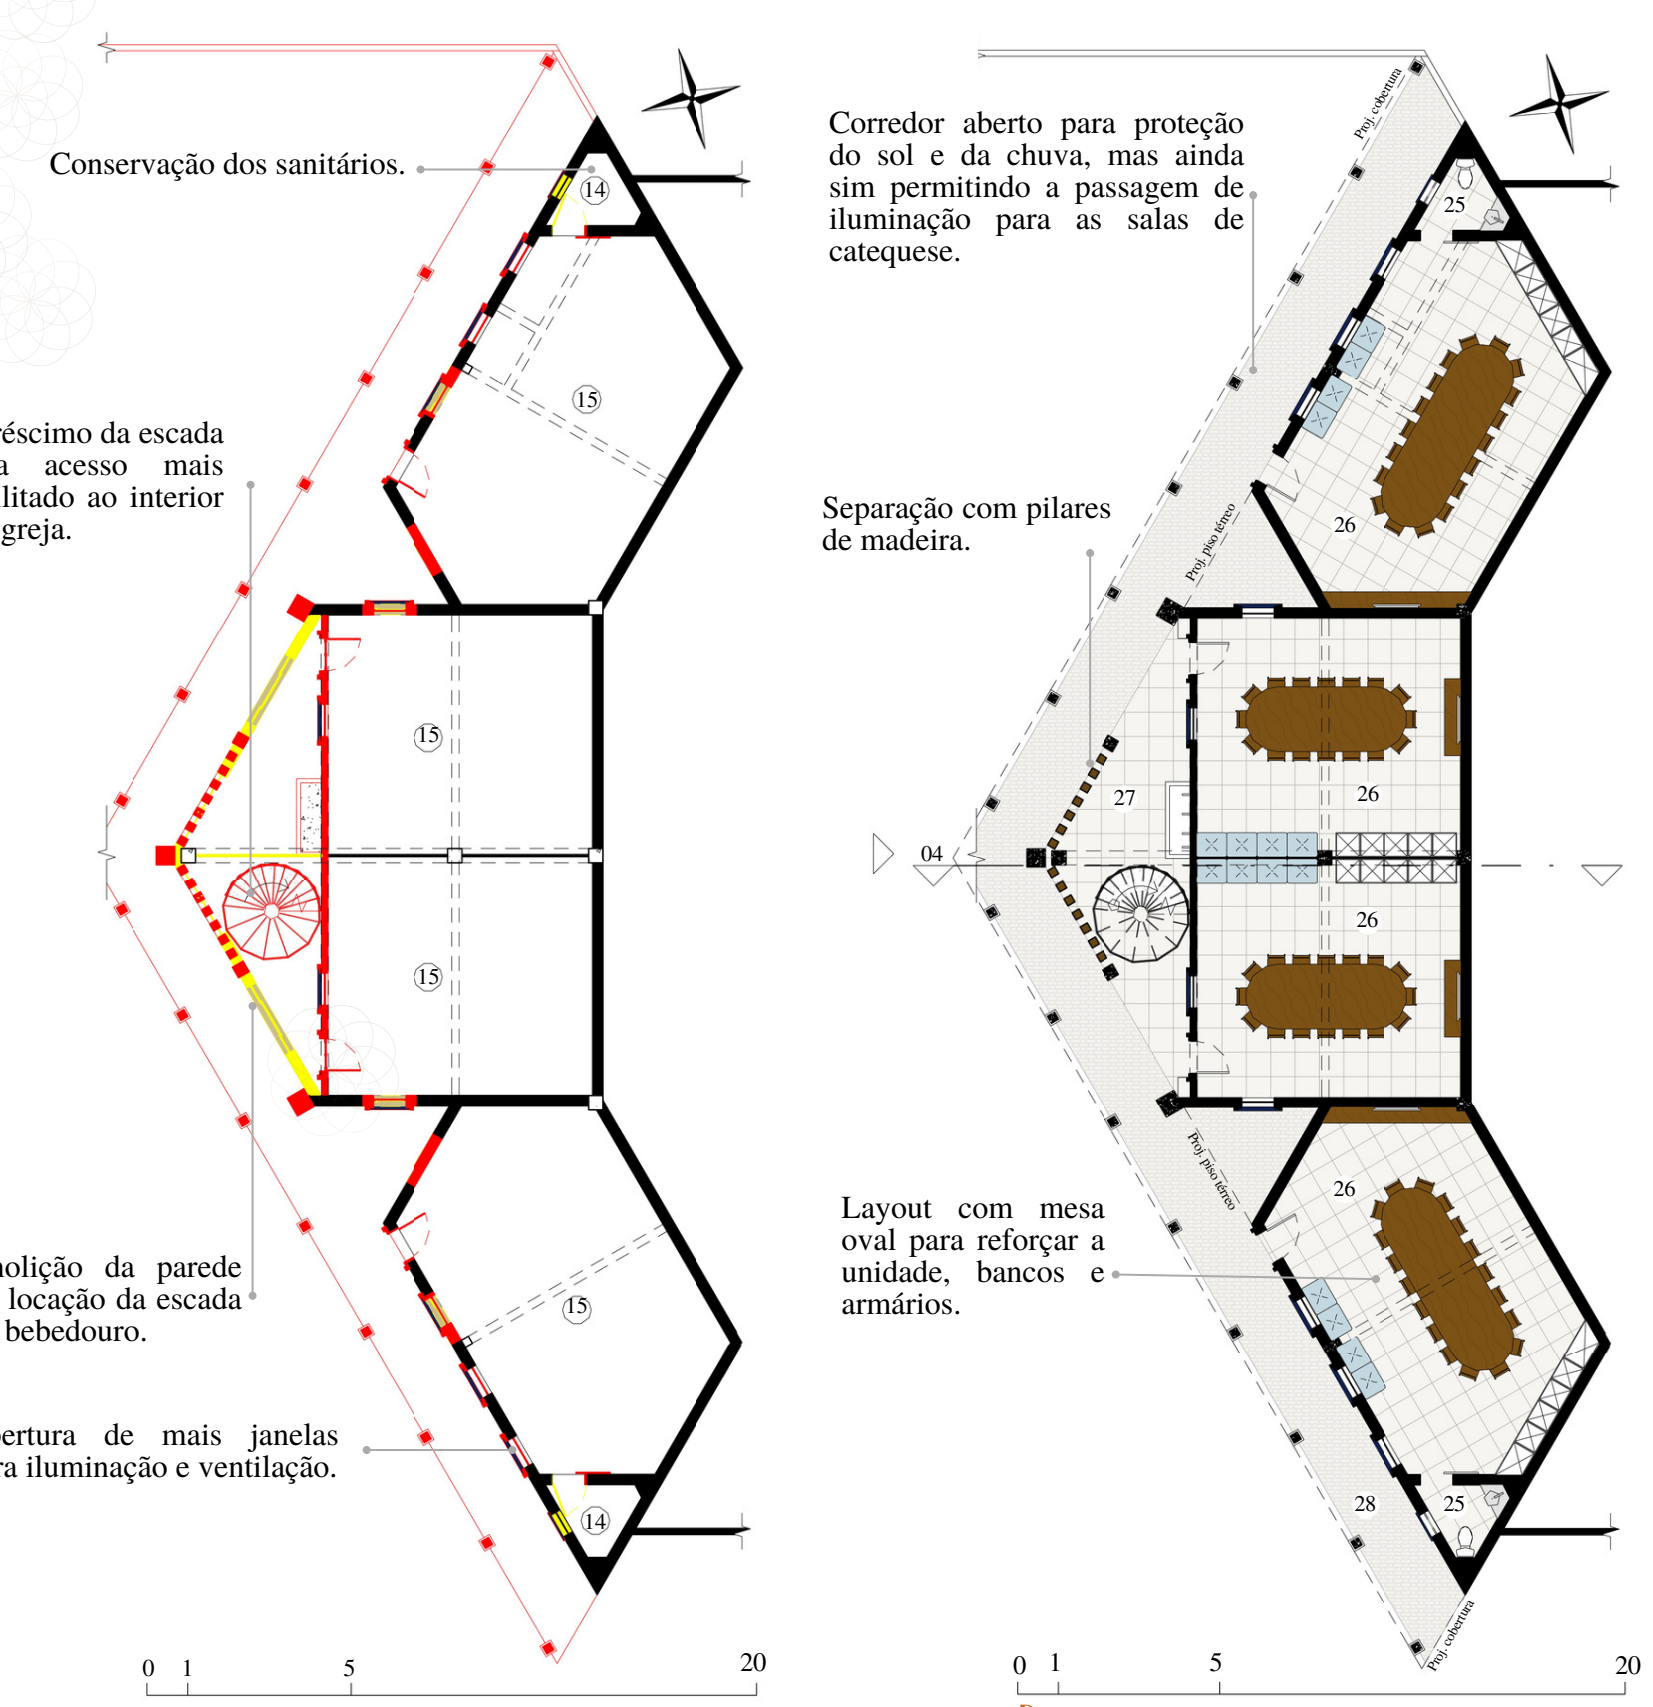 Conservação dos sanitários.
14
15
réscimo da escada
a acesso mais
ilitado ao interior
greja.
15
15
olição da parede
locação da escada
bebedouro.
15
ertura de mais janelas
ra iluminação e ventilação.
14
0 1 5 20
Corredor aberto para proteção
do sol e da chuva, mas ainda
sim permitindo a passagem de
iluminação para as salas de
catequese.
Proj. cobertura
25
Separação com pilares
de madeira.
26
Proj. piso térreo
27
26
04
26
Proj. piso térreo
Layout com mesa
oval para reforçar a
unidade, bancos e
armários.
26
28
25
Proj. cobertura
0 1 5 20